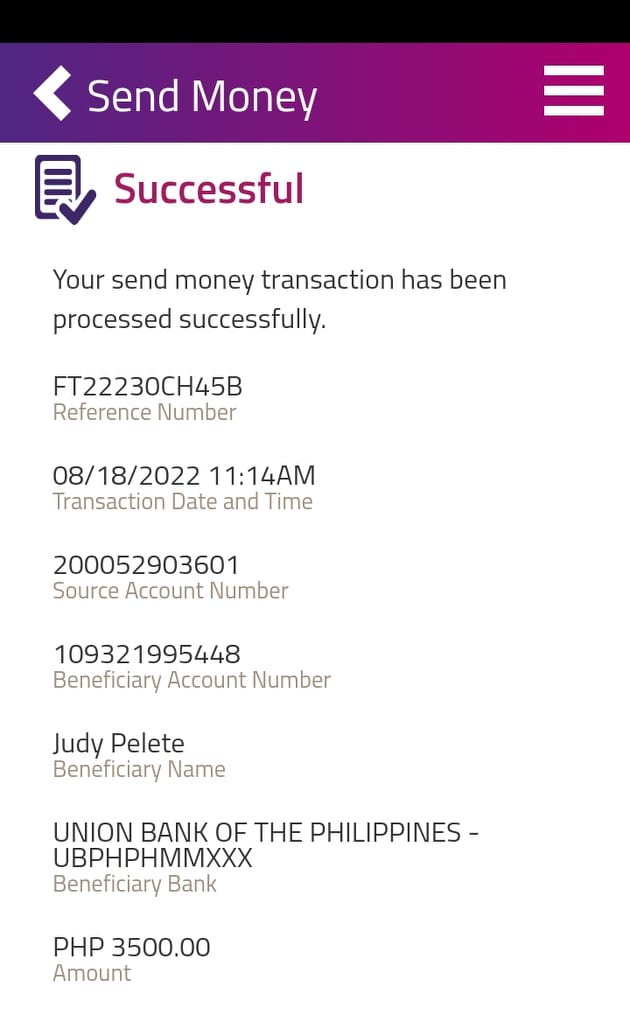 Send Money
Successful
Your send money transaction has been
processed successfully.
FT22230CH45B
Reference Number
08/18/2022 11:14AM
Transaction Date and Time
200052903601
Source Account Number
109321995448
Beneficiary Account Number
Judy Pelete
Beneficiary Name
UNION BANK OF THE PHILIPPINES -
UBPHPHMMXXX
Beneficiary Bank
PHP 3500.00
Amount